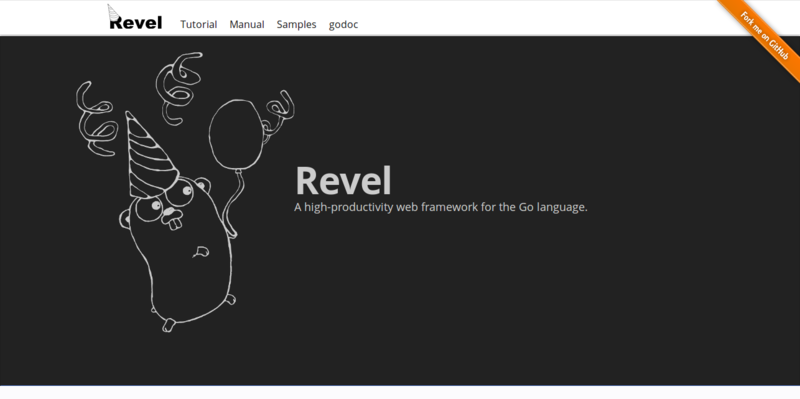 Revel
Tutorial
Manual
Samples
godoc
Fork me on GitHub
Revel
A high-productivity web framework for the Go language.